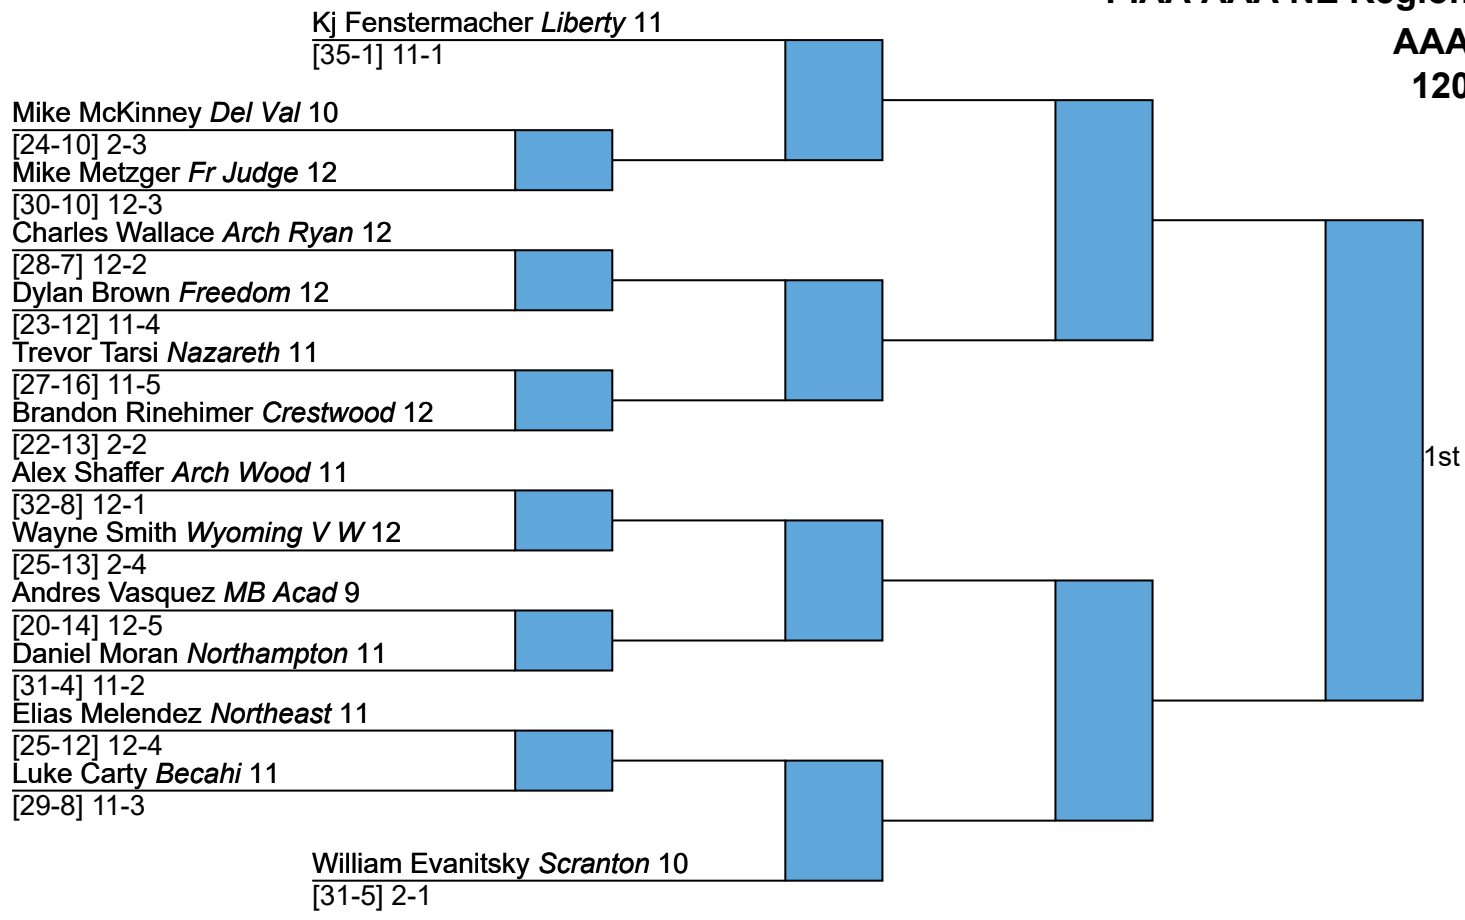 Kj Fenstermacher Liberty 11
[35-1] 11-1
AAA
120
Mike McKinney Del Val 10
[24-10] 2-3
Mike Metzger Fr Judge 12
[30-10] 12-3
Charles Wallace Arch Ryan 12
[28-7] 12-2
Dylan Brown Freedom 12
[23-12] 11-4
Trevor Tarsi Nazareth 11
[27-16] 11-5
Brandon Rinehimer Crestwood 12
[22-13] 2-2
Alex Shaffer Arch Wood 11
[32-8] 12-1
Wayne Smith Wyoming V W 12
[25-13] 2-4
Andres Vasquez MB Acad 9
[20-14] 12-5
Daniel Moran Northampton 11
[31-4] 11-2
Elias Melendez Northeast 11
[25-12] 12-4
Luke Carty Becahi 11
[29-8] 11-3
William Evanitsky Scranton 10
[31-5] 2-1
1st